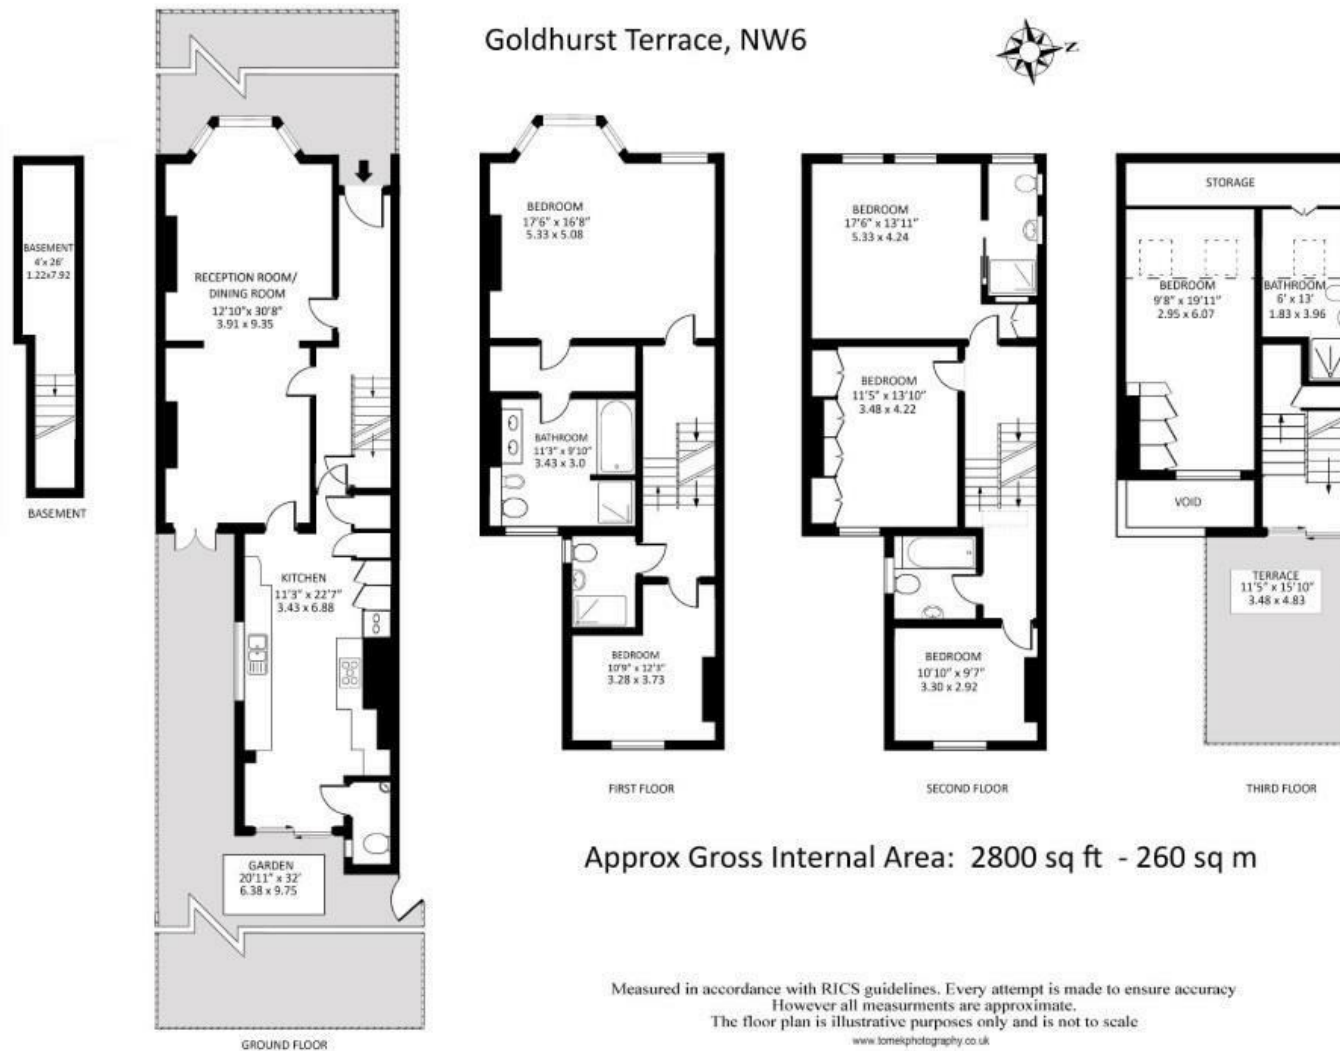 Goldhurst Terrace, NW6
Z
BASEMENT
4'x 26'
1.22x7.92
BASEMENT
RECEPTION ROOM/
DINING ROOM
12'10"x 30'8"
3.91 x 9.35
KITCHEN
11'3" x 22'7"
3.43 x 6.88
GARDEN
20'11" x 32'
6.38 x 9.75
GROUND FLOOR
BEDROOM
17'6" x 16'8"
5.33 x 5.08
BATHROOM
11'3" x 9'10"
3.43 x 3.0
BEDROOM
10'9" x 12'3"
3.28 x 3.73
FIRST FLOOR
BEDROOM
17'6" x 13'11"
5.33 x 4.24
BEDROOM
11'5" x 13'10"
3.48 x 4.22
BEDROOM
10'10" x 9'7"
3.30 x 2.92
SECOND FLOOR
STORAGE
BEDROOM
9'8" x 19'11"
2.95 x 6.07
BATHROOM
6' x 13'
1.83 x 3.96
VOID
TERRACE
11'5" x 15'10"
3.48 x 4.83
THIRD FLOOR
Approx Gross Internal Area: 2800 sq ft - 260 sq m
Measured in accordance with RICS guidelines. Every attempt is made to ensure accuracy
However all measurments are approximate.
The floor plan is illustrative purposes only and is not to scale
www.tomekphotography.co.uk